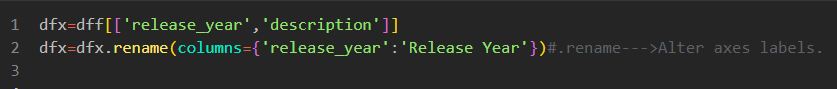 1 dfx=dff[['release_year','description']]
2 dfx=dfx.rename(columns={'release_year':'Release Year'})#.rename--->Alter axes labels.
3